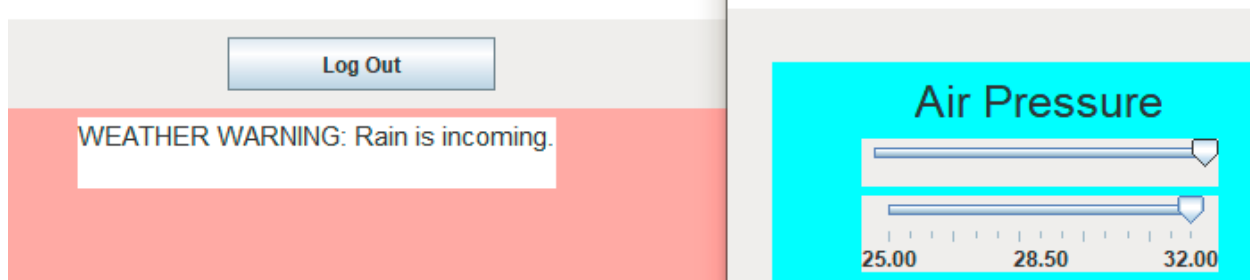 Log Out
WEATHER WARNING: Rain is incoming.
Air Pressure
25.00 28.50 32.00